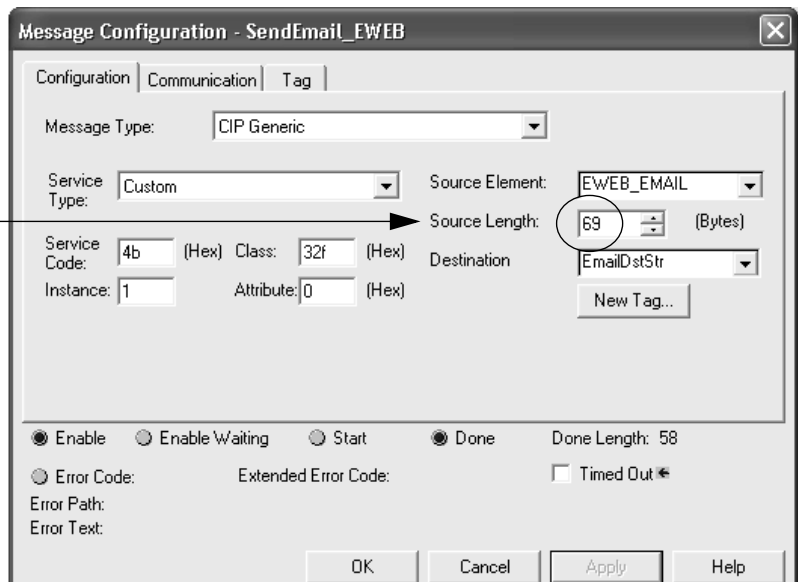 Message Configuration - SendEmail_EWEB
Configuration Communication Tag
Message Type: CIP Generic
Service Type: Custom
Source Element: EWEB_EMAIL
Source Length: 69 (Bytes)
Service Code: 4b (Hex) Class: 32f (Hex)
Destination EmailDstStr
Instance: 1 Attribute: 0 (Hex)
New Tag...
Enable Enable Waiting Start Done Done Length: 58
Error Code: Extended Error Code: Timed Out
Error Path:
Error Text:
OK Cancel Apply Help